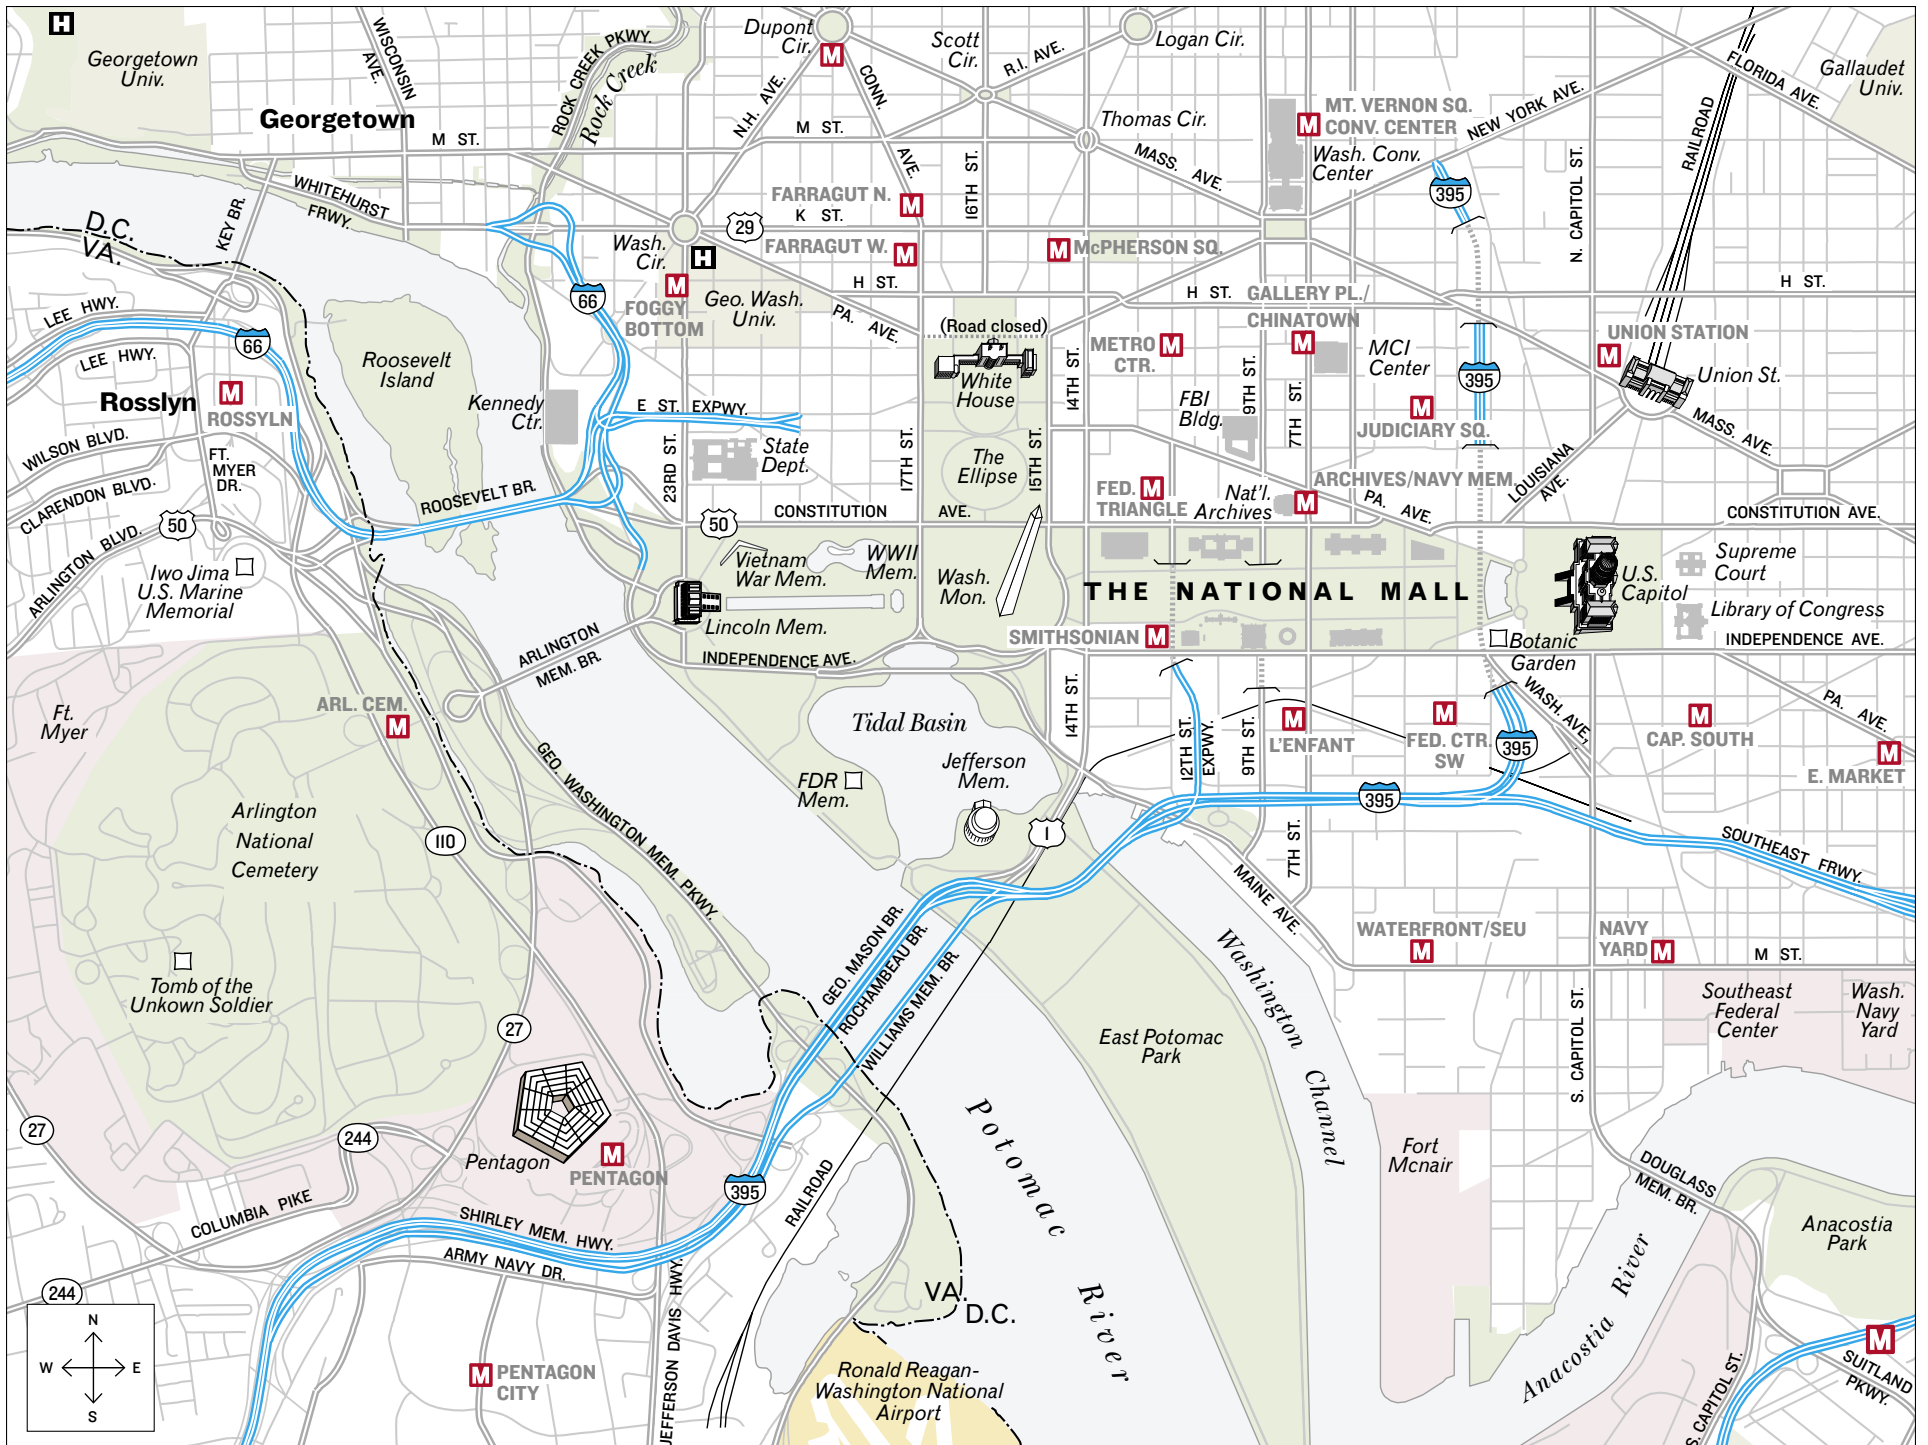 H
Georgetown
Univ.
WISCONSIN
AVE.
ROCK CREEK PKWY.
Rock Creek
Dupont
Cir.
M
Scott
Cir.
R.I. AVE.
Logan Cir.
FLORIDA AVE.
Gallaudet
Univ.
Georgetown
M ST.
N.H. AVE.
CONN.
AVE.
M ST.
16TH ST.
Thomas Cir.
MASS. AVE.
M
MT. VERNON SQ.
CONV. CENTER
Wash. Conv.
Center
NEW YORK AVE.
395
N. CAPITOL ST.
RAILROAD
WHITEHURST
FRWY.
KEY BR.
D.C.
VA.
FARRAGUT N.
M
K ST.
29
Wash.
Cir.
H
FARRAGUT W.
M
M
McPHERSON SQ.
M
FOGGY
BOTTOM
66
Geo. Wash.
Univ.
H ST.
PA. AVE.
H ST.
GALLERY PL./
CHINATOWN
M
H ST.
LEE HWY.
LEE HWY.
66
Roosevelt
Island
(Road closed)
White
House
14TH ST.
METRO
CTR.
M
9TH ST.
7TH ST.
MCI
Center
395
UNION STATION
M
Union St.
Rosslyn
M
ROSSYLN
Kennedy
Ctr.
E ST. EXPWY.
State
Dept.
23RD ST.
17TH ST.
The
Ellipse
15TH ST.
FBI
Bldg.
M
JUDICIARY SQ.
MASS. AVE.
LOUISIANA
AVE.
WILSON BLVD.
CLARENDON BLVD.
FT.
MYER
DR.
50
ARLINGTON BLVD.
ROOSEVELT BR.
50
CONSTITUTION
AVE.
FED.
TRIANGLE
M
Nat'l.
Archives
M
ARCHIVES/NAVY MEM.
PA. AVE.
CONSTITUTION AVE.
Iwo Jima
U.S. Marine
Memorial
Vietnam
War Mem.
WWII
Mem.
Wash.
Mon.
THE NATIONAL MALL
U.S.
Capitol
Supreme
Court
Library of Congress
Lincoln Mem.
SMITHSONIAN
M
Botanic
Garden
INDEPENDENCE AVE.
ARLINGTON
MEM. BR.
INDEPENDENCE AVE.
Ft.
Myer
ARL. CEM.
M
Tidal Basin
14TH ST.
12TH ST.
EXPWY.
9TH ST.
M
L'ENFANT
M
FED. CTR.
SW
395
WASH. AVE.
M
CAP. SOUTH
PA. AVE.
M
E. MARKET
GEO. WASHINGTON MEM. PKWY.
FDR
Mem.
Jefferson
Mem.
1
395
SOUTHEAST FRWY.
Arlington
National
Cemetery
110
7TH ST.
MAINE AVE.
WATERFRONT/SEU
M
NAVY
YARD
M
M ST.
Tomb of the
Unkown Soldier
27
GEO. MASON BR.
ROCHAMBEAU BR.
WILLIAMS MEM. BR.
Washington Channel
East Potomac
Park
S. CAPITOL ST.
Southeast
Federal
Center
Wash.
Navy
Yard
27
244
Pentagon
M
PENTAGON
395
RAILROAD
Potomac River
Fort
Mcnair
DOUGLASS
MEM. BR.
Anacostia
Park
COLUMBIA PIKE
SHIRLEY MEM. HWY.
ARMY NAVY DR.
JEFFERSON DAVIS HWY.
VA.
D.C.
Anacostia River
244
N
W E
S
M
PENTAGON
CITY
Ronald Reagan-
Washington National
Airport
S. CAPITOL ST.
M
SUITLAND
PKWY.